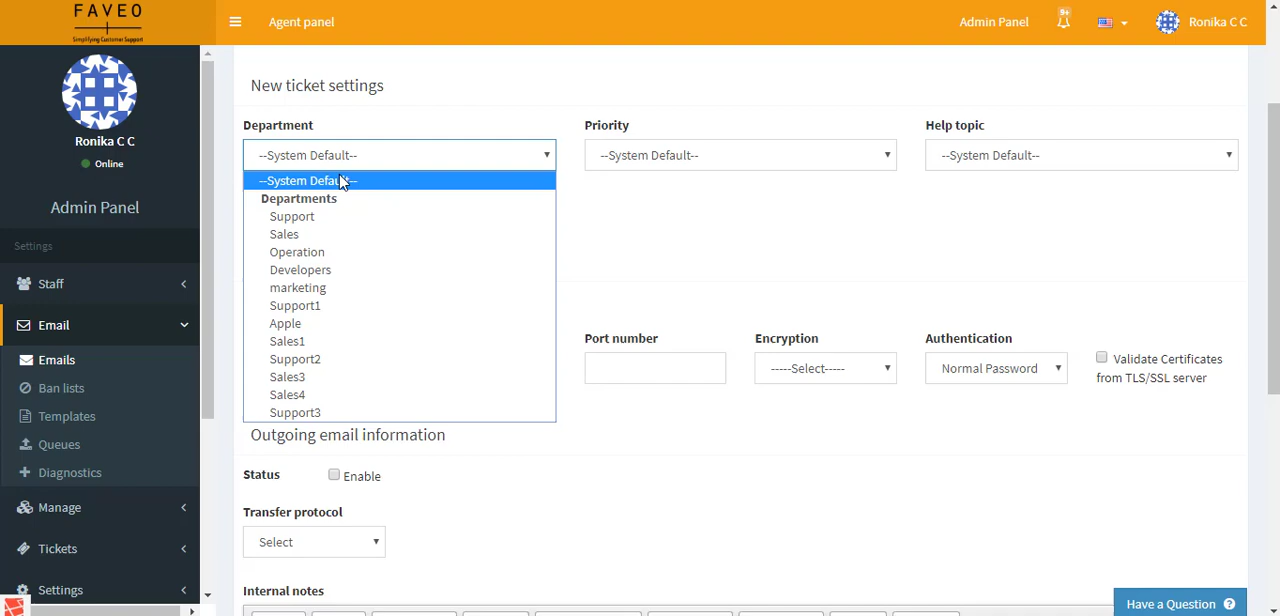 FAVEO
Simplifying Customer Support
Agent panel
Admin Panel
9+
Ronika C C
Ronika C C
Online
Admin Panel
Settings
Staff
Email
Emails
Ban lists
Templates
Queues
Diagnostics
Manage
Tickets
Settings
New ticket settings
Department
Priority
Help topic
--System Default--
--System Default--
--System Default--
--System Default--
Departments
Support
Sales
Operation
Developers
marketing
Support1
Apple
Sales1
Support2
Sales3
Sales4
Support3
Port number
Encryption
Authentication
-----Select-----
Normal Password
Validate Certificates
from TLS/SSL server
Outgoing email information
Status
Enable
Transfer protocol
Select
Internal notes
Have a Question